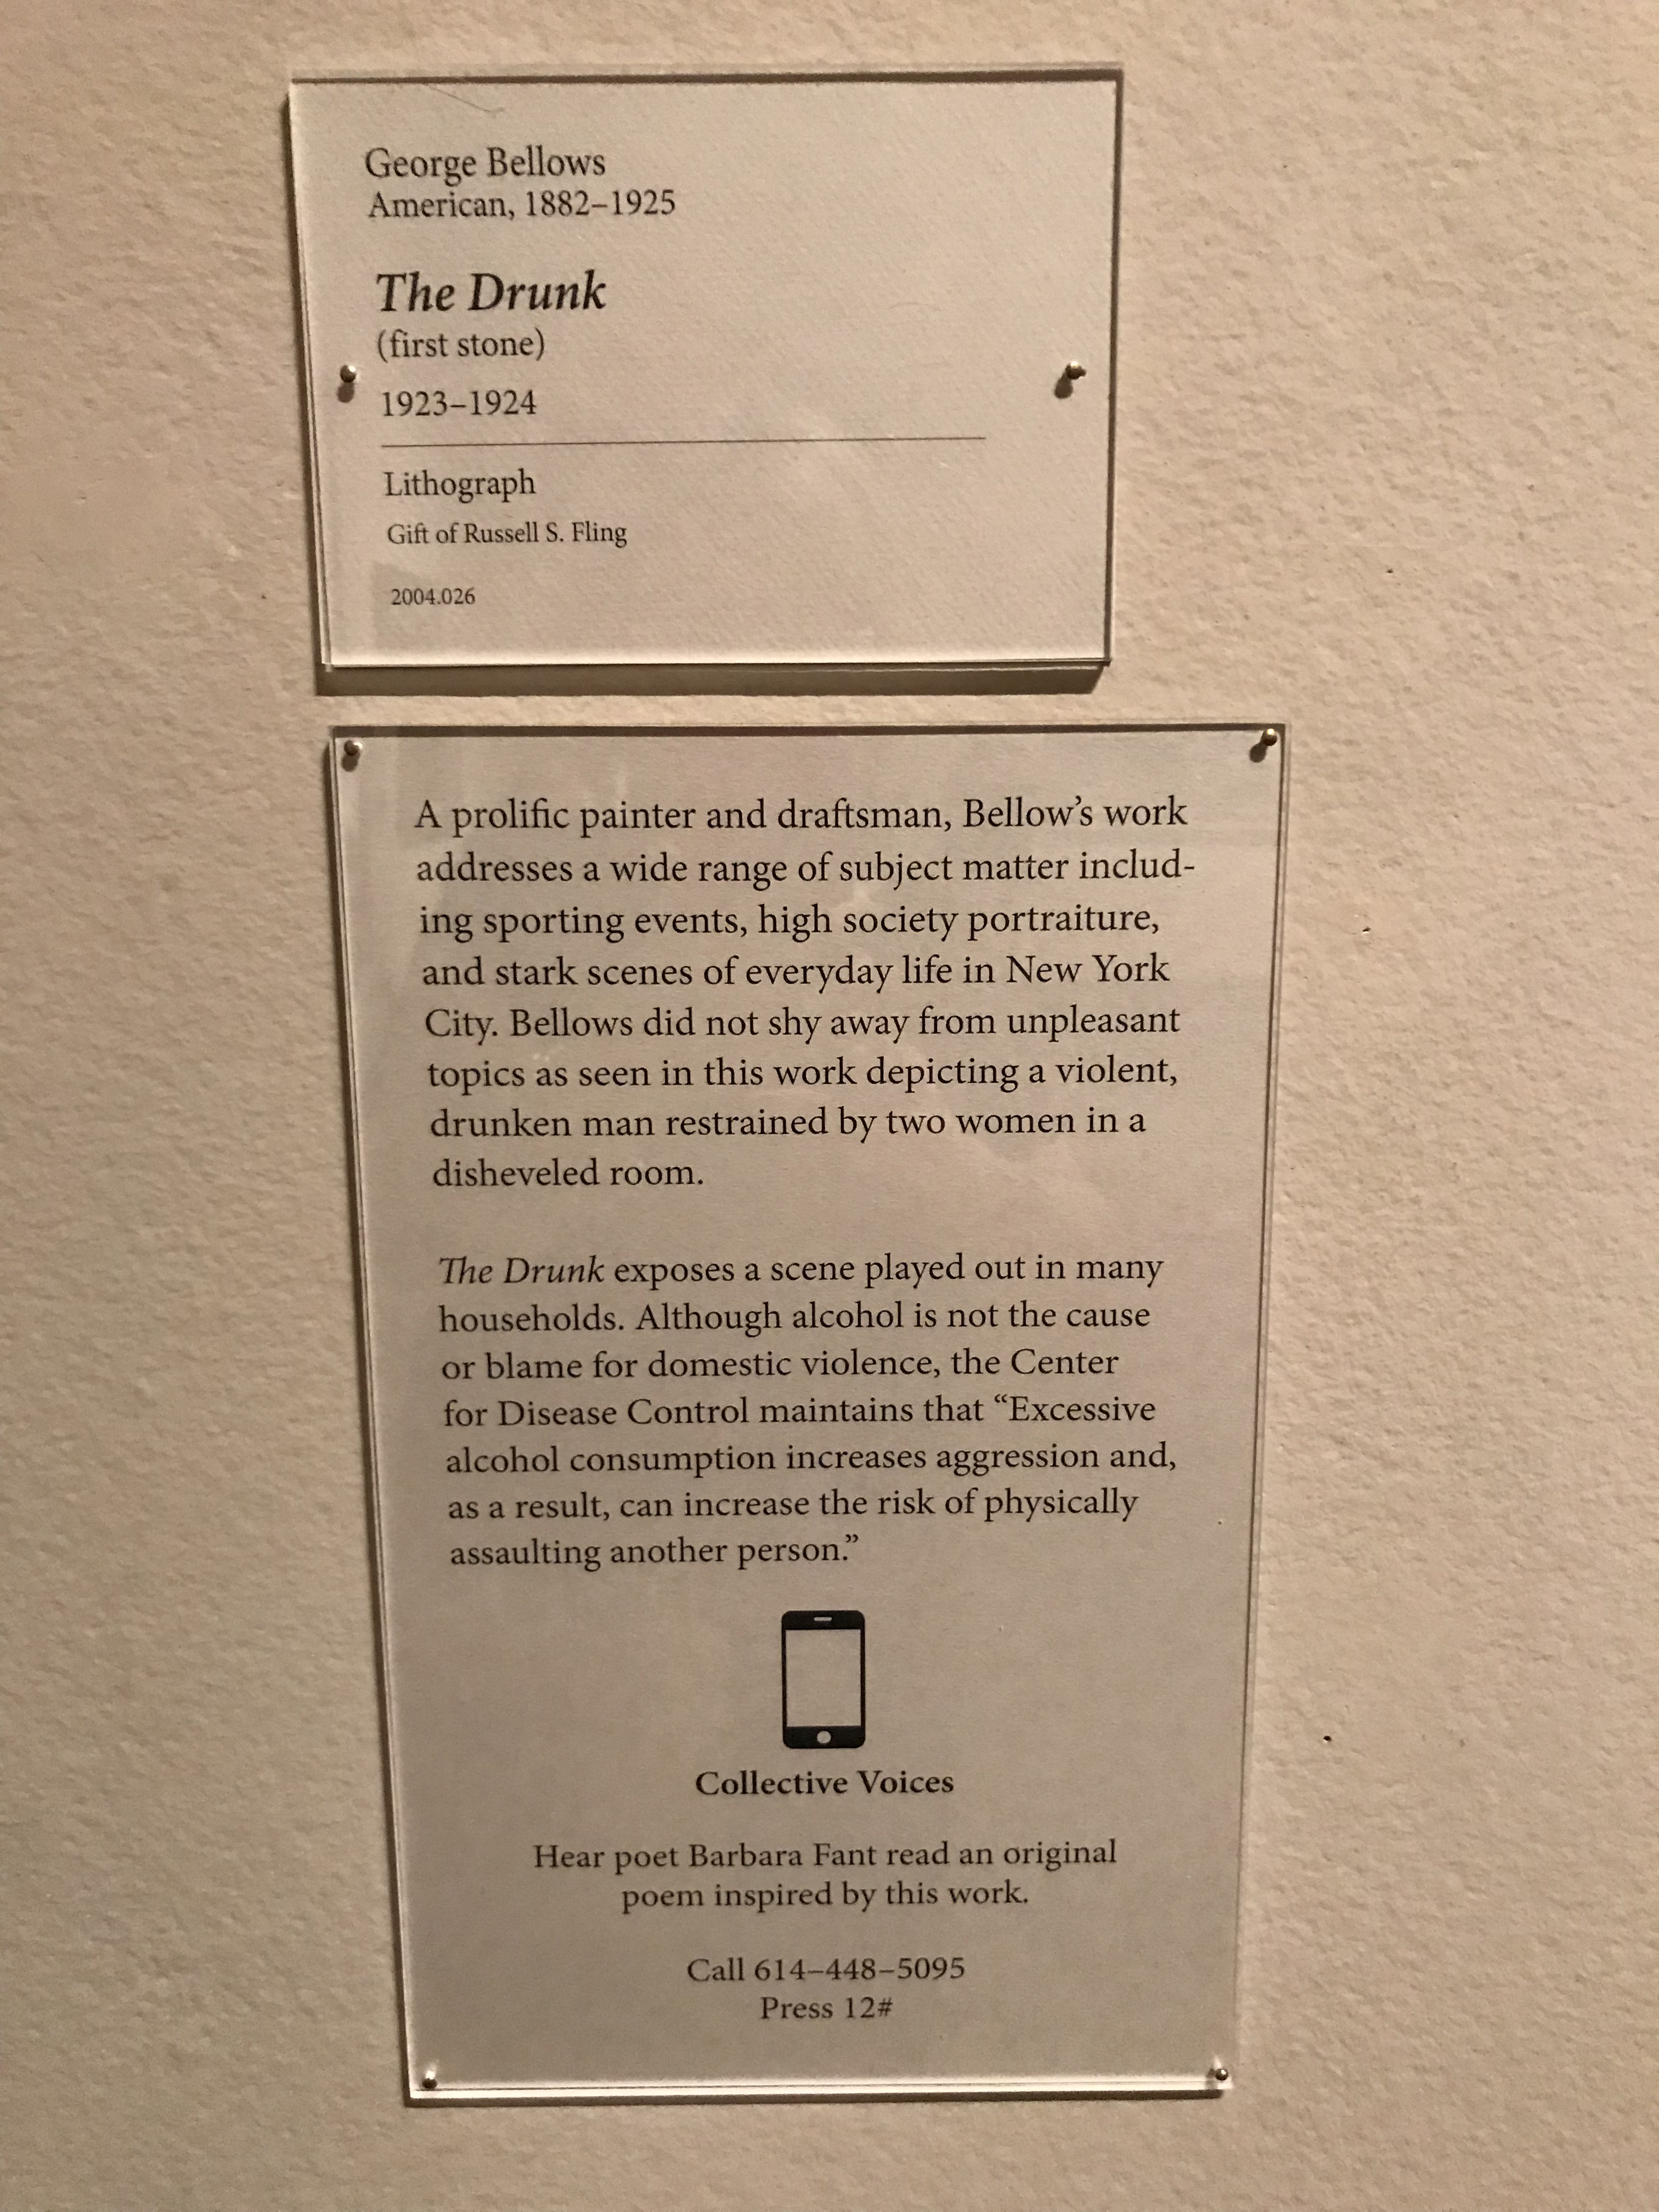 George Bellows
American, 1882–1925
The Drunk
(first stone)
1923–1924
Lithograph
Gift of Russell S. Fling
2004.026
A prolific painter and draftsman, Bellow’s work
addresses a wide range of subject matter includ-
ing sporting events, high society portraiture,
and stark scenes of everyday life in New York
City. Bellows did not shy away from unpleasant
topics as seen in this work depicting a violent,
drunken man restrained by two women in a
disheveled room.
The Drunk exposes a scene played out in many
households. Although alcohol is not the cause
or blame for domestic violence, the Center
for Disease Control maintains that “Excessive
alcohol consumption increases aggression and,
as a result, can increase the risk of physically
assaulting another person.”
Collective Voices
Hear poet Barbara Fant read an original
poem inspired by this work.
Call 614–448–5095
Press 12#